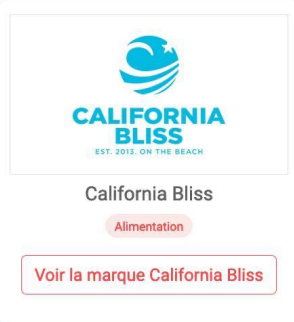 CALIFORNIA
BLISS
EST. 2013. ON THE BEACH
California Bliss
Alimentation
Voir la marque California Bliss